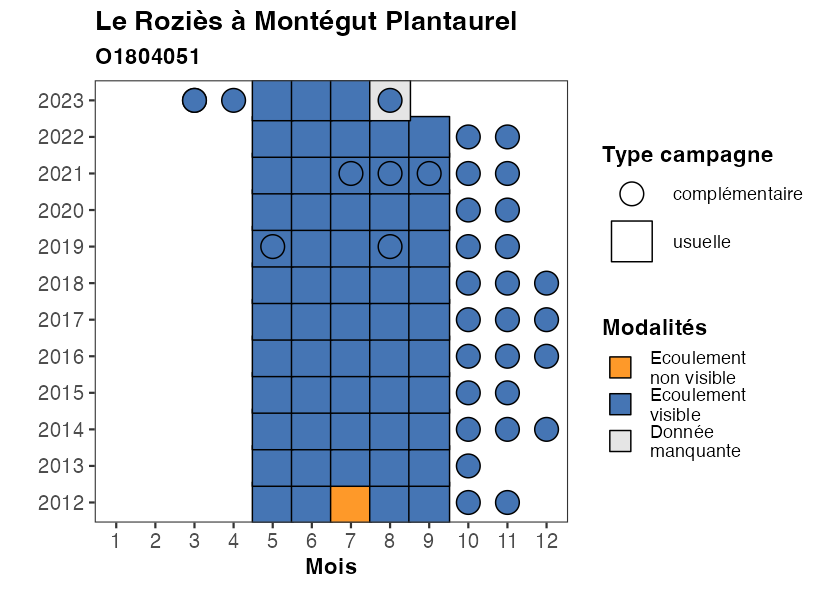 Le Roziès à Montégut Plantaurel
O1804051
2023
2022
2021
2020
2019
2018
2017
2016
2015
2014
2013
2012
1 2 3 4 5 6 7 8 9 10 11 12
Mois
Type campagne
complémentaire
usuelle
Modalités
Ecoulement
non visible
Ecoulement
visible
Donnée
manquante